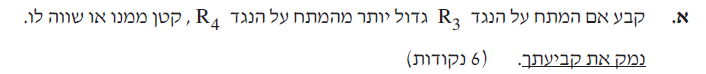 א. קבע אם המתח על הנגד R3 גדול יותר מהמתח על הנגד R4 , קטן ממנו או שווה לו.
נמק את קביעתך. (6 נקודות)